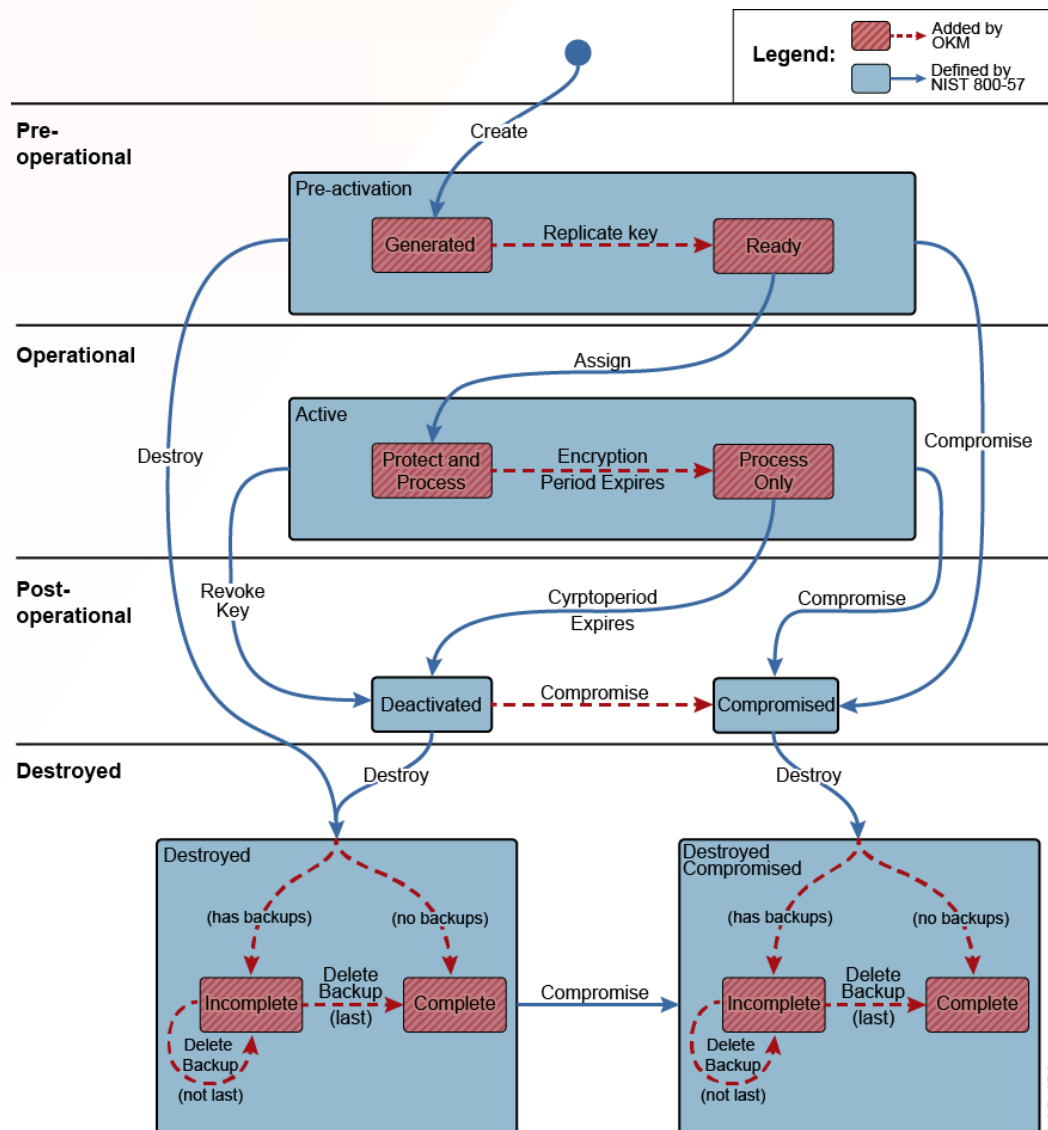 Legend:
Added by
OKM
Defined by
NIST 800-57
Pre-
operational
Create
Pre-activation
Generated
Replicate key
Ready
Operational
Assign
Active
Destroy
Compromise
Protect and
Process
Encryption
Period Expires
Process
Only
Post-
operational
Revoke
Key
Cyrptoperiod
Expires
Compromise
Deactivated
Compromise
Compromised
Destroyed
Destroy
Destroy
Destroyed
(has backups)
(no backups)
Incomplete
Delete
Backup
(last)
Complete
Delete
Backup
(not last)
Compromise
Destroyed
Compromised
(has backups)
(no backups)
Incomplete
Delete
Backup
(last)
Complete
Delete
Backup
(not last)